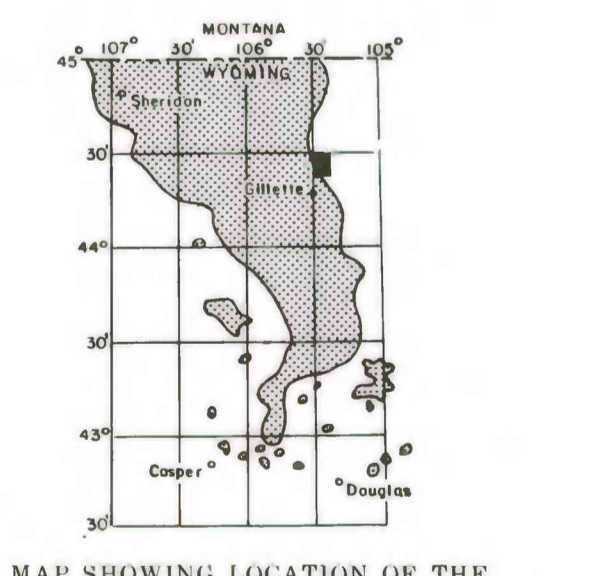 MONTANA
45° 107° 30' 106° 30' 105°
WYOMING
Sheridan
30'
Gillette
44°
30'
43°
Casper
Douglas
30'
MAP SHOWING LOCATION OF THE